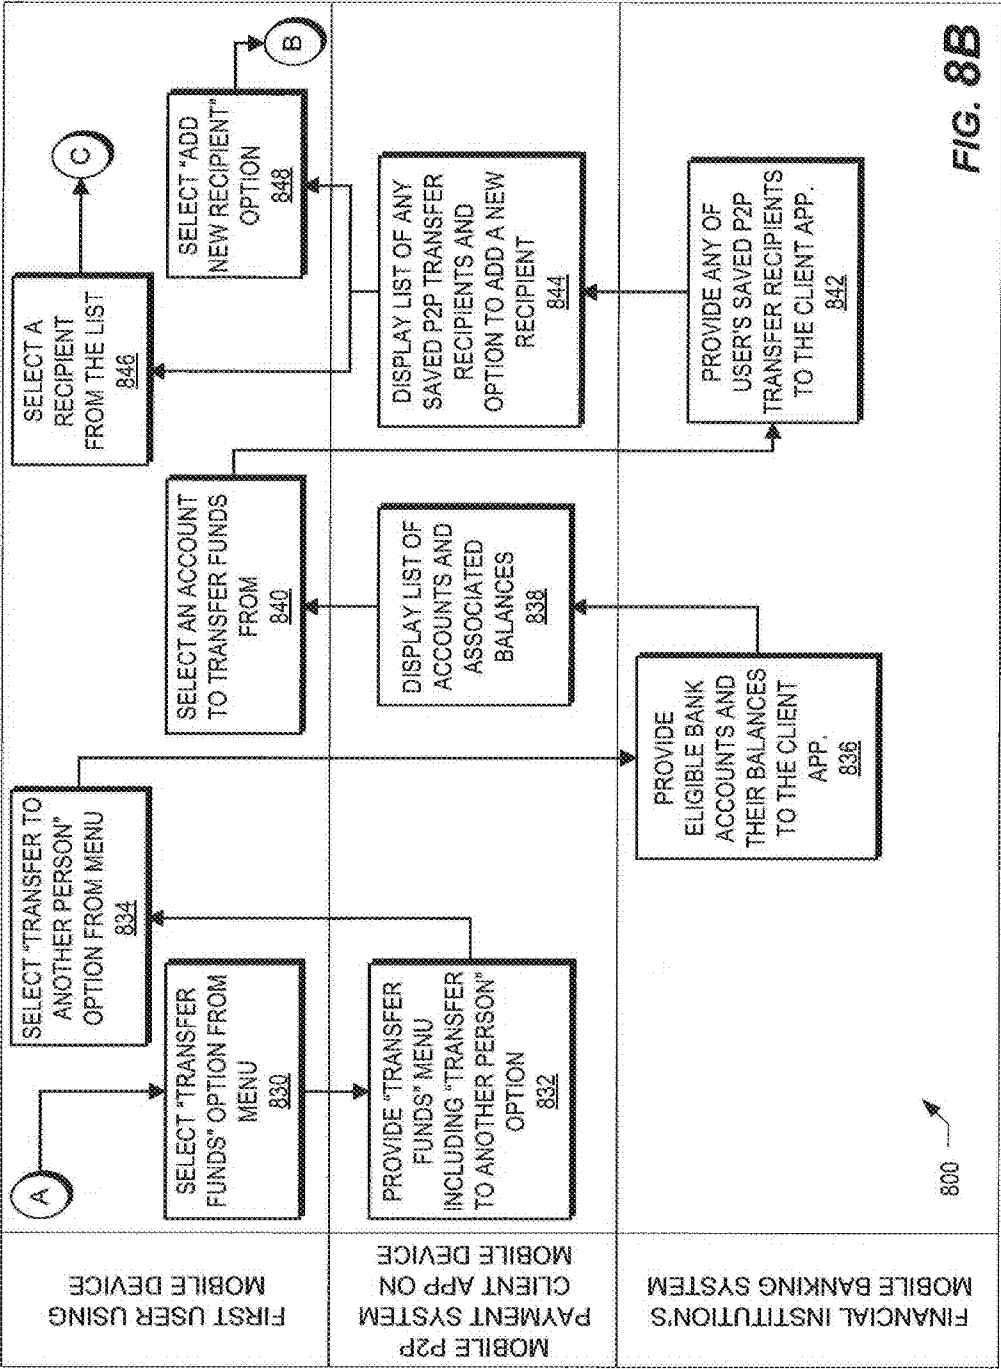 FIRST USER USING
MOBILE DEVICE
A
SELECT "TRANSFER
FUNDS" OPTION FROM
MENU
830
SELECT "TRANSFER TO
ANOTHER PERSON"
OPTION FROM MENU
834
SELECT AN ACCOUNT
TO TRANSFER FUNDS
FROM
840
SELECT A
RECIPIENT
FROM THE LIST
846
C
SELECT "ADD
NEW RECIPIENT"
OPTION
848
B
MOBILE P2P
PAYMENT SYSTEM
CLIENT APP ON
MOBILE DEVICE
PROVIDE "TRANSFER
FUNDS" MENU
INCLUDING "TRANSFER
TO ANOTHER PERSON"
OPTION
832
DISPLAY LIST OF
ACCOUNTS AND
ASSOCIATED
BALANCES
838
DISPLAY LIST OF ANY
SAVED P2P TRANSFER
RECIPIENTS AND
OPTION TO ADD A NEW
RECIPIENT
844
FINANCIAL INSTITUTION'S
MOBILE BANKING SYSTEM
PROVIDE
ELIGIBLE BANK
ACCOUNTS AND
THEIR BALANCES
TO THE CLIENT
APP.
836
PROVIDE ANY OF
USER'S SAVED P2P
TRANSFER RECIPIENTS
TO THE CLIENT APP.
842
800
FIG. 8B